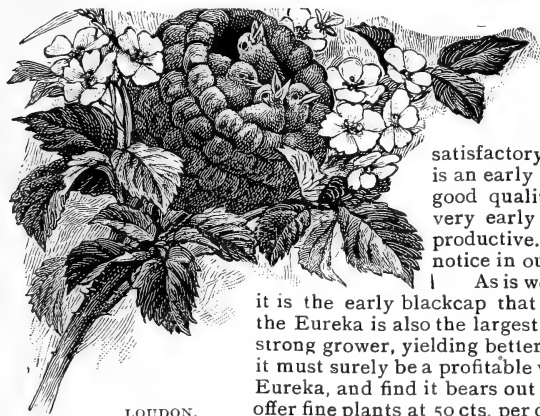 satisfactory
is an early
good quali
very early
productive.
notice in ou
As is we
it is the early blackcap that
the Eureka is also the largest
strong grower, yielding better
it must surely be a profitable v
Eureka, and find it bears out
offer fine plants at 50 cts. per d
LOUDON.